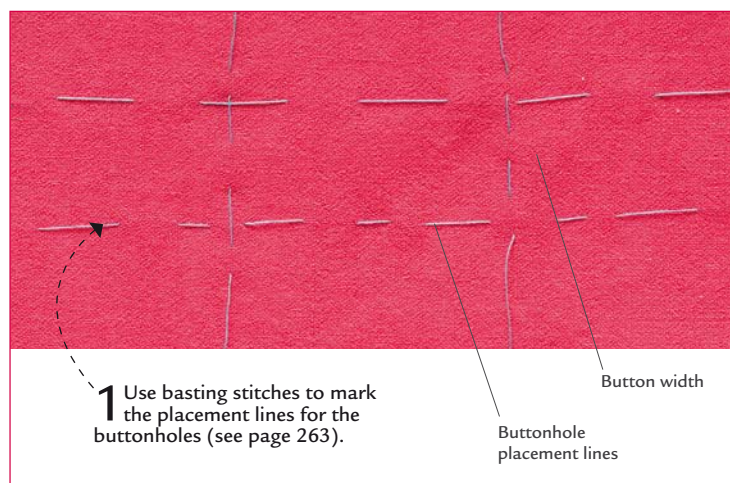 1 Use basting stitches to mark
the placement lines for the
buttonholes (see page 263).
Button width
Buttonhole
placement lines